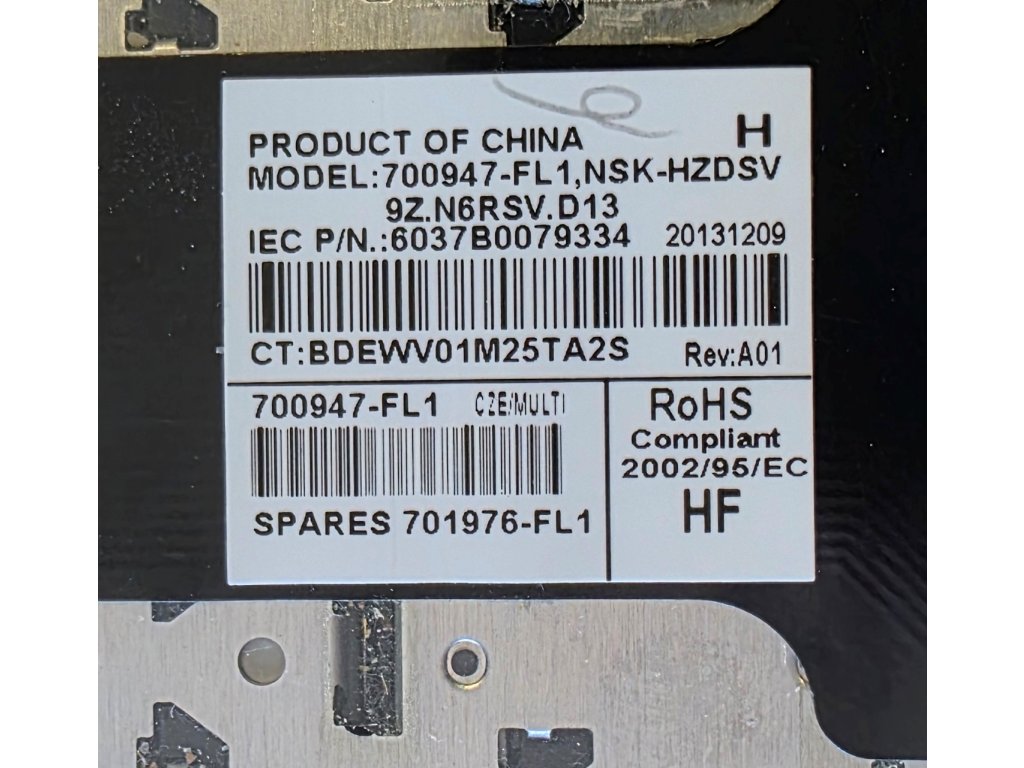 PRODUCT OF CHINA H
MODEL:700947-FL1,NSK-HZDSV
9Z.N6RSV.D13
IEC P/N.:6037B0079334 20131209
CT:BDEWV01M25TA2S Rev:A01
700947-FL1 CZE/MULTI
SPARES 701976-FL1
RoHS
Compliant
2002/95/EC
HF